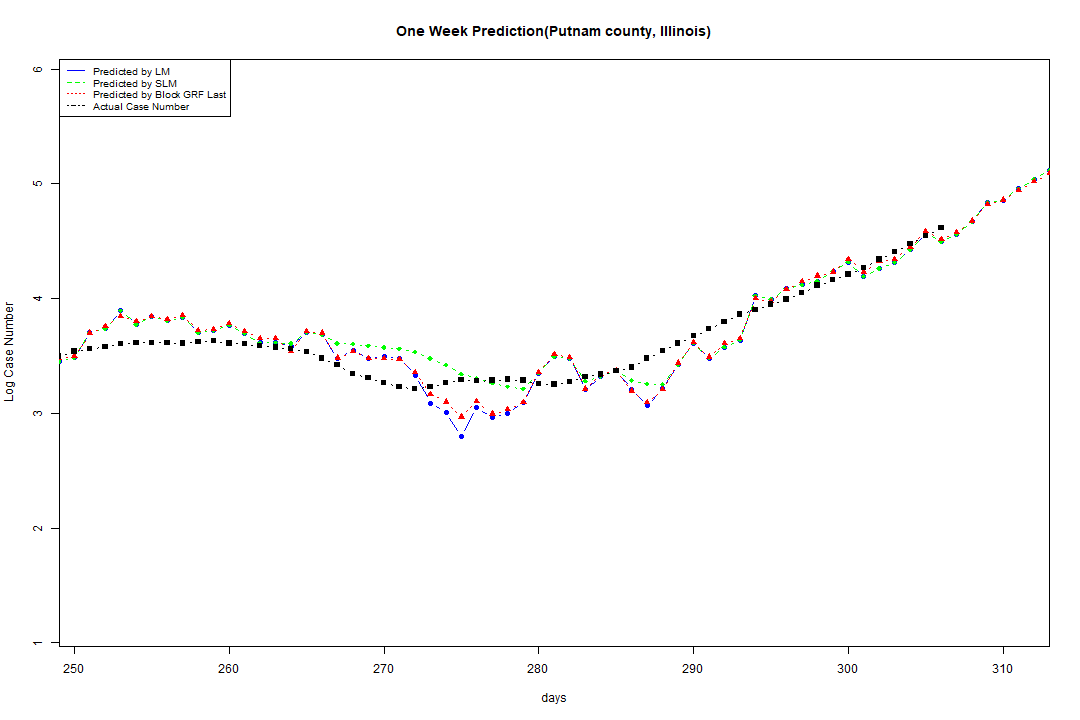 One Week Prediction(Putnam county, Illinois)
Predicted by LM
Predicted by SLM
Predicted by Block GRF Last
Actual Case Number
Log Case Number
6
5
4
3
2
1
250 260 270 280 290 300 310
days